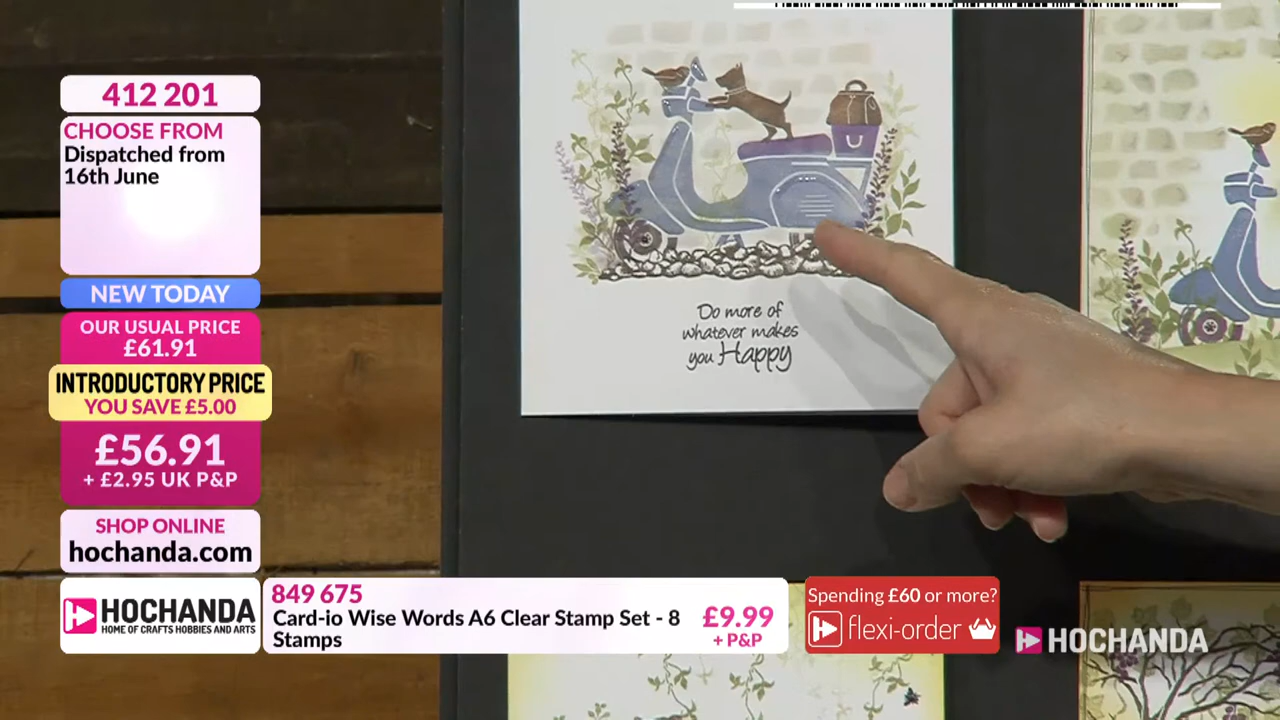 412 201
CHOOSE FROM
Dispatched from
16th June
NEW TODAY
OUR USUAL PRICE
£61.91
INTRODUCTORY PRICE
YOU SAVE £5.00
£56.91
+ £2.95 UK P&P
SHOP ONLINE
hochanda.com
HOCHANDA
HOME OF CRAFTS HOBBIES AND ARTS
849 675
Card-io Wise Words A6 Clear Stamp Set - 8
Stamps
£9.99
+ P&P
Spending £60 or more?
flexi-order
HOCHANDA
Do more of
whatever makes
you Happy